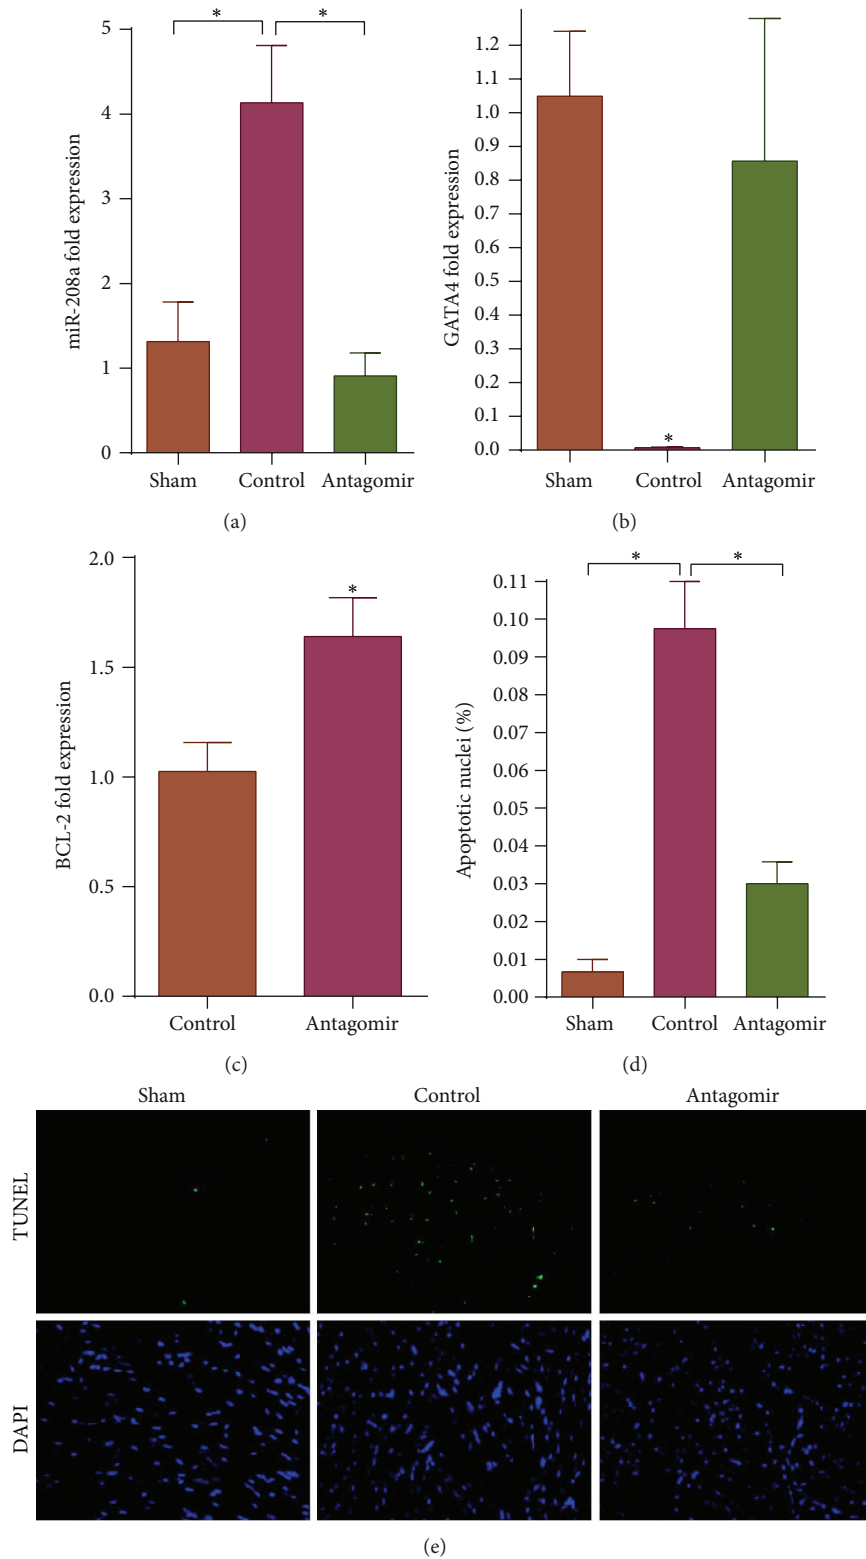 * *
5
4
3
2
1
0
miR-208a fold expression
Sham Control Antagomir
(a)
1.2
1.1
1.0
0.9
0.8
0.7
0.6
0.5
0.4
0.3
0.2
0.1
0.0
GATA4 fold expression
*
Sham Control Antagomir
(b)
2.0
1.5
1.0
0.5
0.0
BCL-2 fold expression
*
Control Antagomir
(c)
* *
0.11
0.10
0.09
0.08
0.07
0.06
0.05
0.04
0.03
0.02
0.01
0.00
Apoptotic nuclei (%)
Sham Control Antagomir
(d)
Sham Control Antagomir
TUNEL
DAPI
(e)